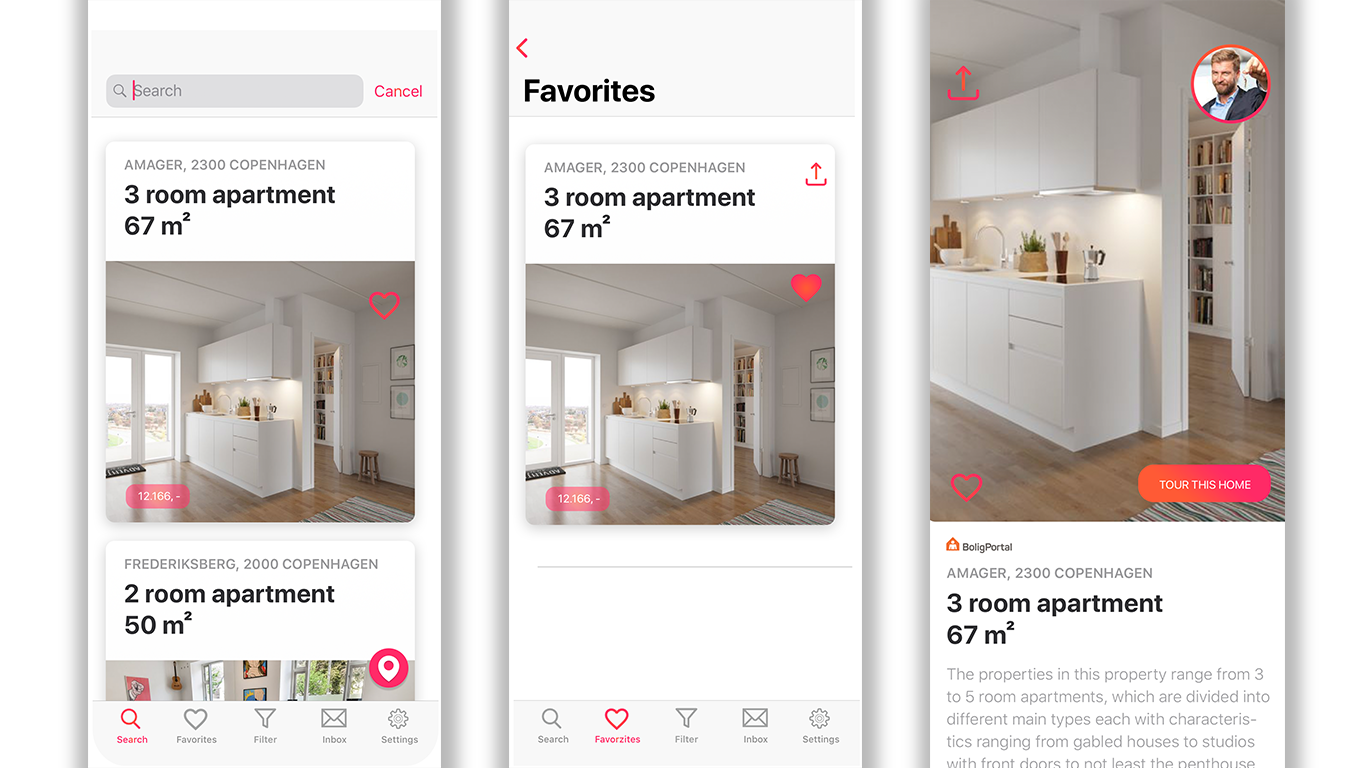 Search
Cancel
AMAGER, 2300 COPENHAGEN
3 room apartment
67 m²
ADVENT
12.166,-
FREDERIKSBERG, 2000 COPENHAGEN
2 room apartment
50 m²
Search
Favorites
Filter
Inbox
Settings
Favorites
AMAGER, 2300 COPENHAGEN
3 room apartment
67 m²
ADVENT
12.166,-
Search
Favorzites
Filter
Inbox
Settings
TOUR THIS HOME
BoligPortal
AMAGER, 2300 COPENHAGEN
3 room apartment
67 m²
The properties in this property range from 3
to 5 room apartments, which are divided into
different main types each with characteris-
tics ranging from gabled houses to studios
with front doors to not least the penthouse